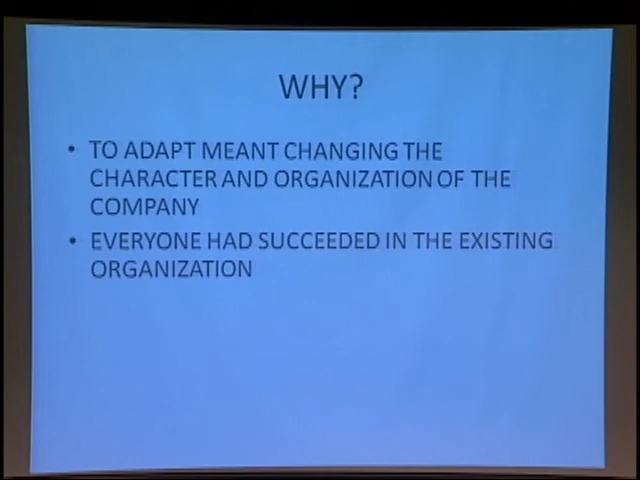 WHY?
• TO ADAPT MEANT CHANGING THE
CHARACTER AND ORGANIZATION OF THE
COMPANY
• EVERYONE HAD SUCCEEDED IN THE EXISTING
ORGANIZATION